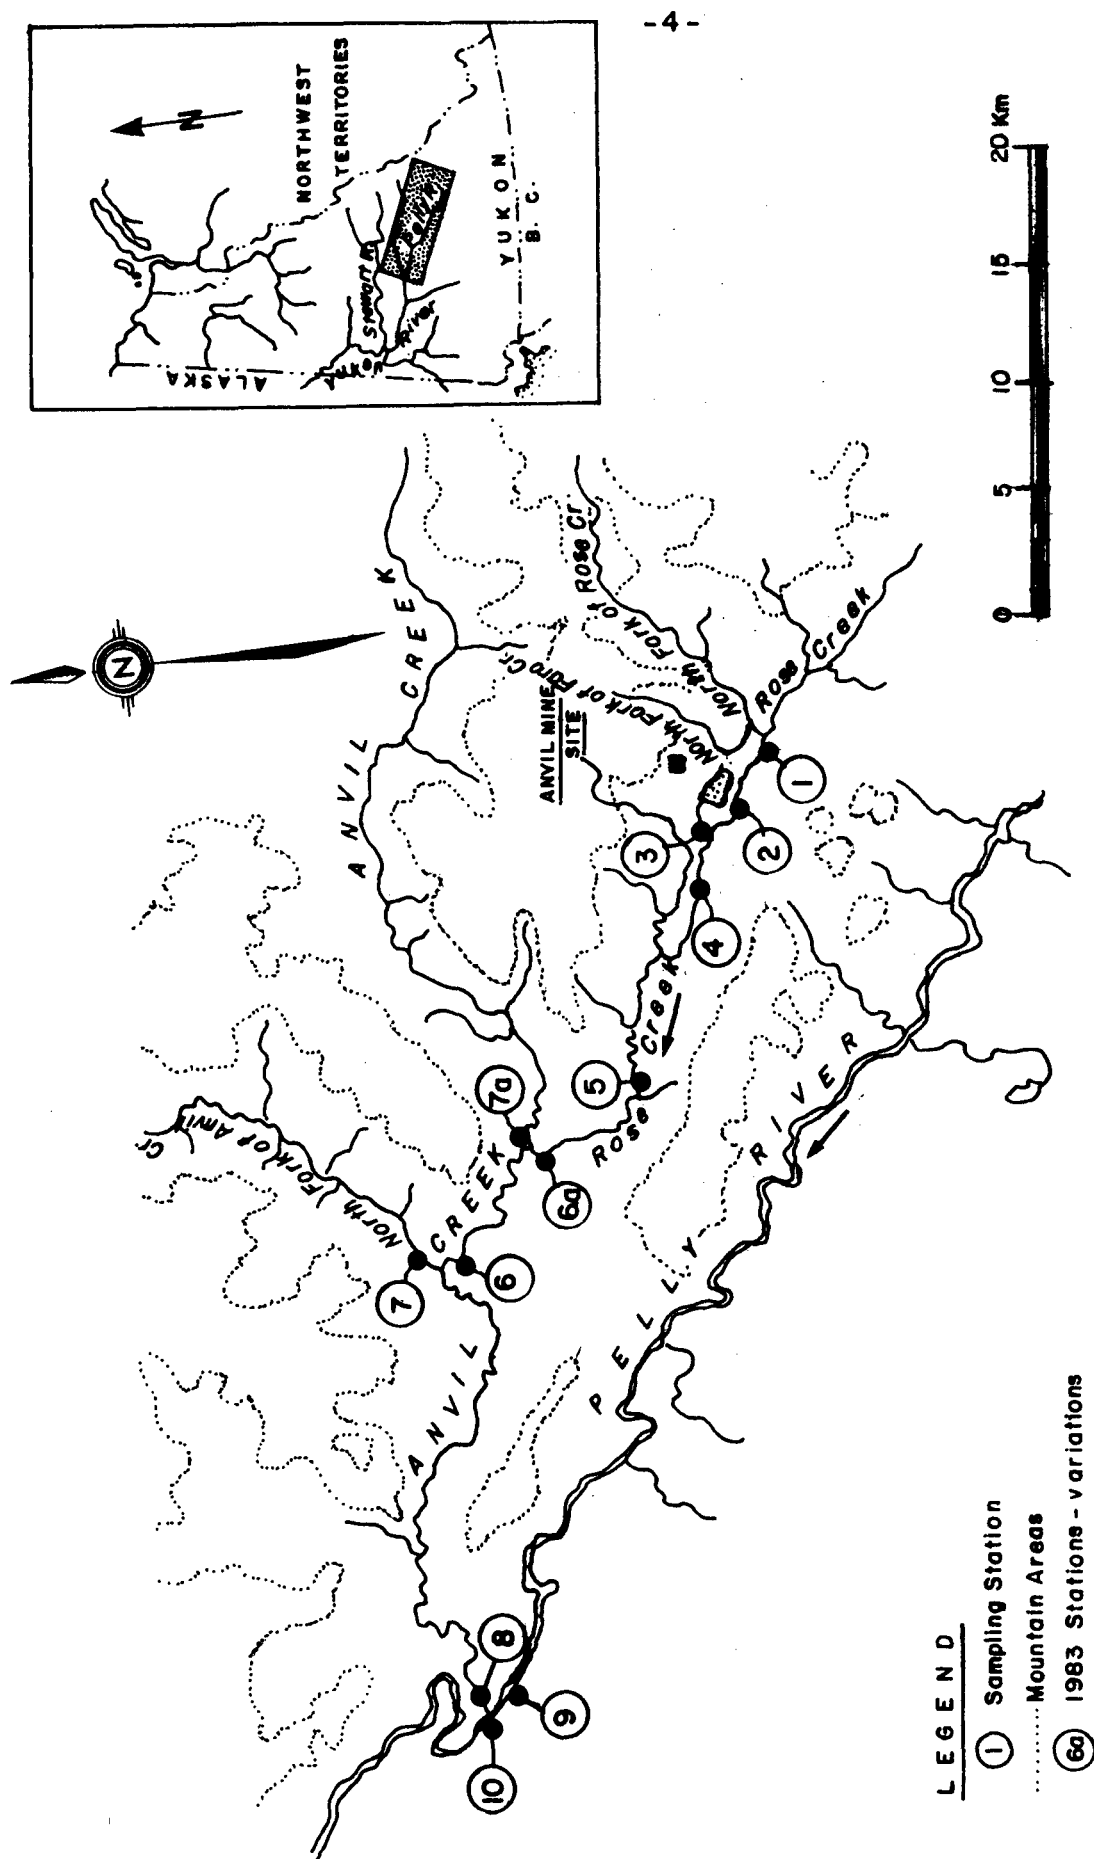 -4-
NORTHWEST
TERRITORIES
N
ALASKA
Stewart R.
Yukon
River
Pelly R.
YUKON
B. C.
N
ANVIL CREEK
North Fork of Anvil
Cr.
ANVIL CREEK
North Fork of Faro Cr.
ANVIL MINE
SITE
North Fork of Rose Cr
Rose Creek
Rose Creek
PELLY RIVER
1
2
3
4
5
6
6a
7
7a
8
9
10
0 5 10 15 20 Km
LEGEND
1 Sampling Station
Mountain Areas
6a 1983 Stations - variations